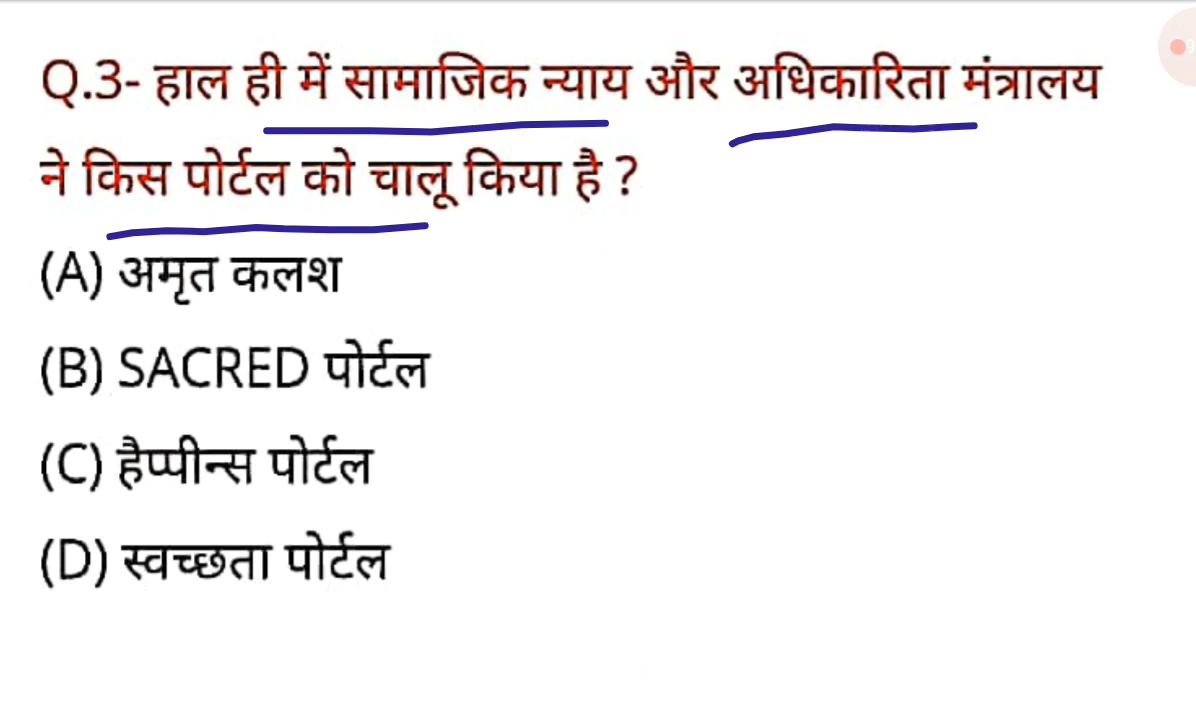 Q.3- हाल ही में सामाजिक न्याय और अधिकारिता मंत्रालय
ने किस पोर्टल को चालू किया है ?
(A) अमृत कलश
(B) SACRED पोर्टल
(C) हैप्पीन्स पोर्टल
(D) स्वच्छता पोर्टल